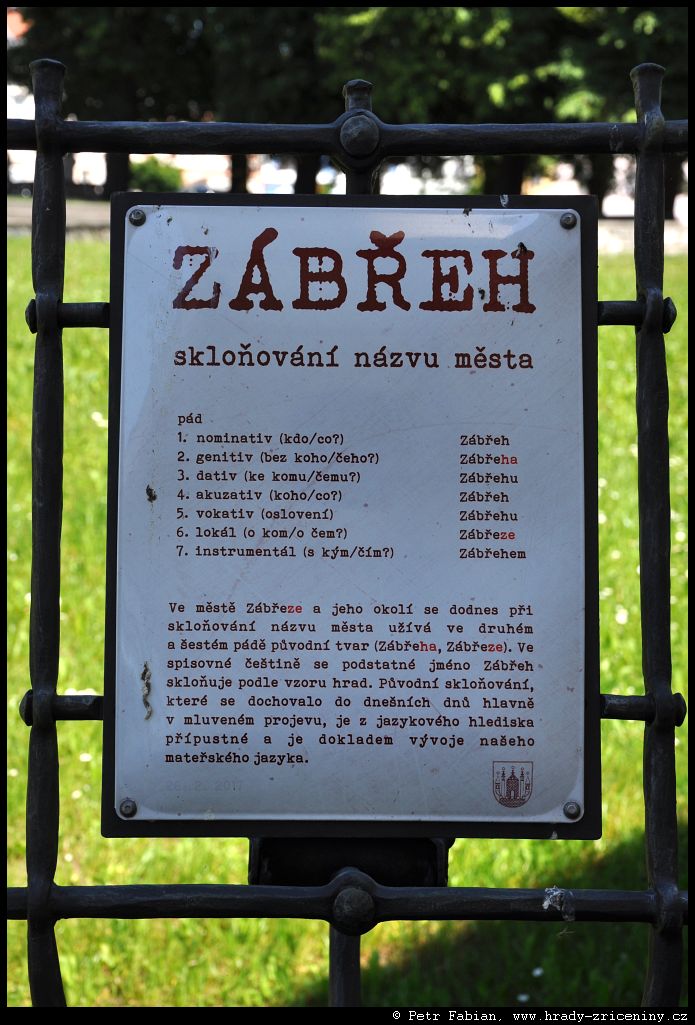 ZÁBŘEH
skloňování názvu města
pád
1. nominativ (kdo/co?) Zábřeh
2. genitiv (bez koho/čeho?) Zábřeha
3. dativ (ke komu/čemu?) Zábřehu
4. akuzativ (koho/co?) Zábřeh
5. vokativ (oslovení) Zábřehu
6. lokál (o kom/o čem?) Zábřeze
7. instrumentál (s kým/čím?) Zábřehem
Ve městě Zábřeze a jeho okolí se dodnes při
skloňování názvu města užívá ve druhém
a šestém pádě původní tvar (Zábřeha, Zábřeze). Ve
spisovné češtině se podstatné jméno Zábřeh
skloňuje podle vzoru hrad. Původní skloňování,
které se dochovalo do dnešních dnů hlavně
v mluveném projevu, je z jazykového hlediska
přípustné a je dokladem vývoje našeho
mateřského jazyka.
© Petr Fabian, www.hrady-zriceniny.cz